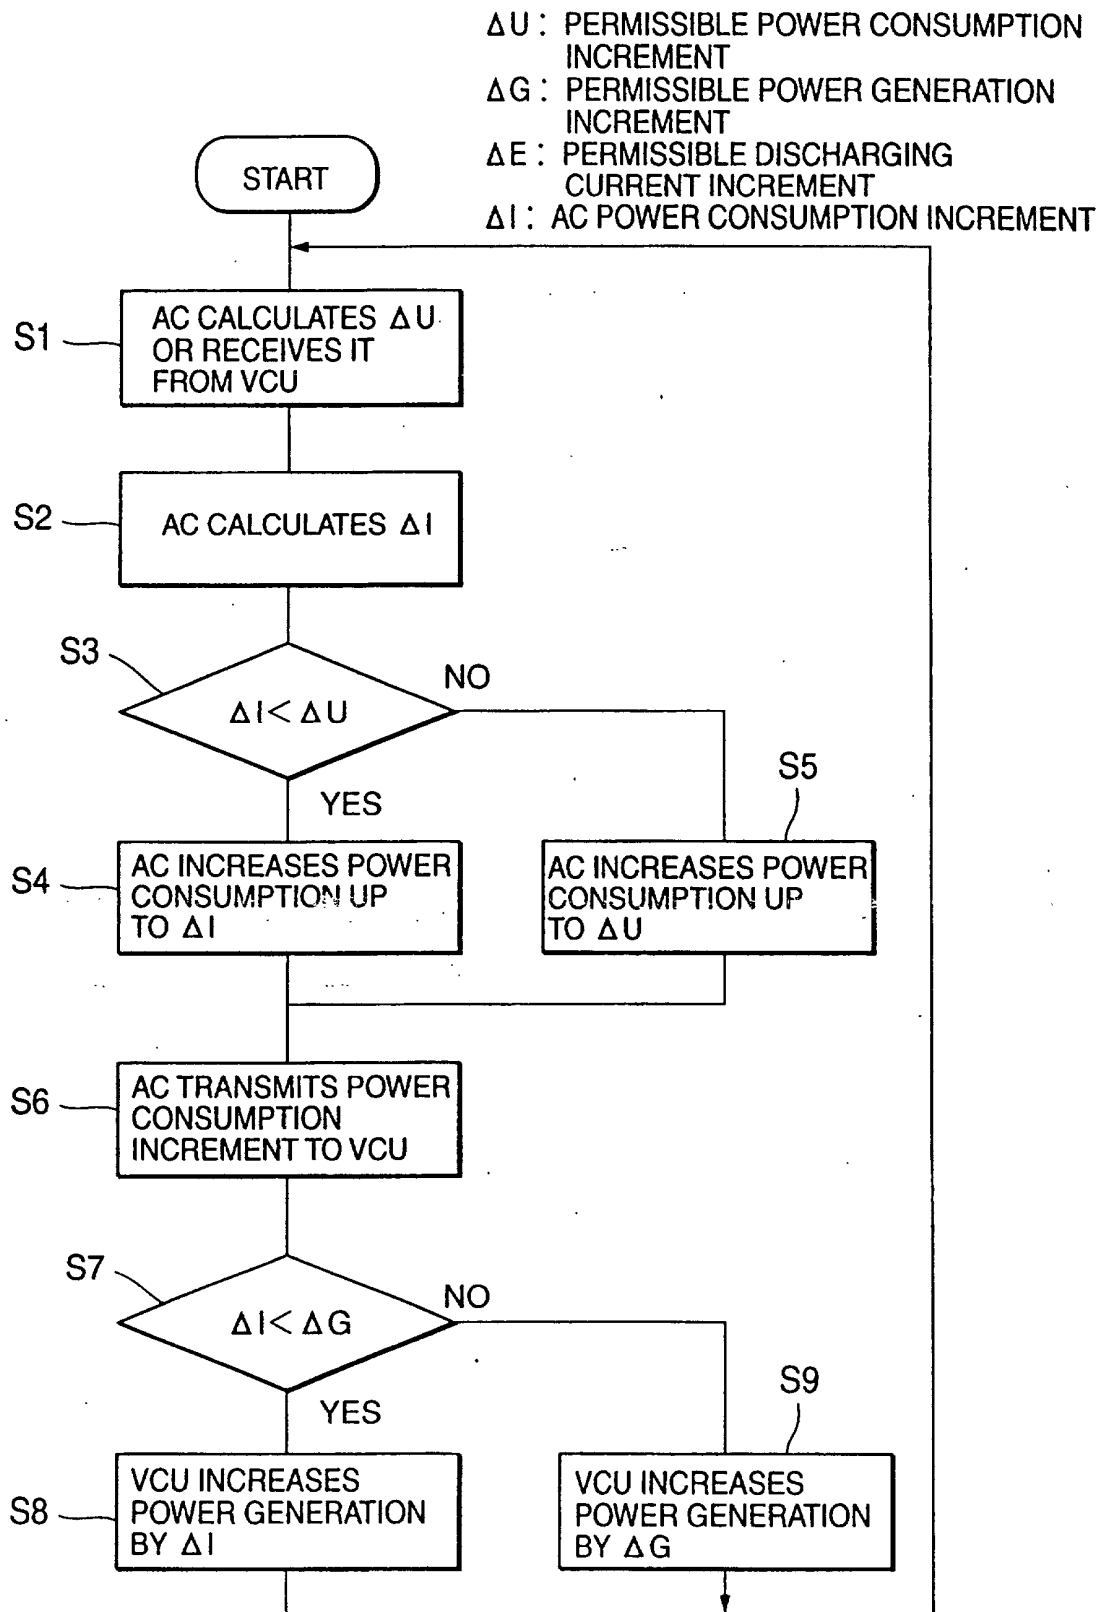 ΔU: PERMISSIBLE POWER CONSUMPTION
INCREMENT
ΔG: PERMISSIBLE POWER GENERATION
INCREMENT
ΔE: PERMISSIBLE DISCHARGING
CURRENT INCREMENT
ΔI: AC POWER CONSUMPTION INCREMENT
START
S1
AC CALCULATES ΔU
OR RECEIVES IT
FROM VCU
S2
AC CALCULATES ΔI
S3
ΔI < ΔU
NO
YES
S4
AC INCREASES POWER
CONSUMPTION UP
TO ΔI
S5
AC INCREASES POWER
CONSUMPTION UP
TO ΔU
S6
AC TRANSMITS POWER
CONSUMPTION
INCREMENT TO VCU
S7
ΔI < ΔG
NO
YES
S8
VCU INCREASES
POWER GENERATION
BY ΔI
S9
VCU INCREASES
POWER GENERATION
BY ΔG